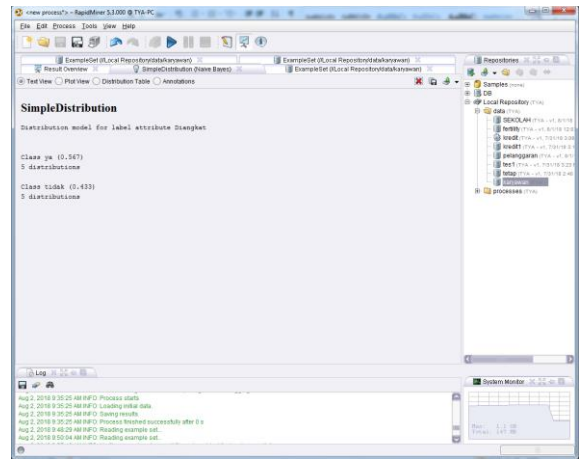 <new process*> – RapidMiner 5.3.000 @ TYA-PC
File Edit Process Tools View Help
ExampleSet (//Local Repository/data/karyawan)
ExampleSet (//Local Repository/data/karyawan)
Result Overview
SimpleDistribution (Naive Bayes)
ExampleSet (//Local Repository/data/karyawan)
Text View Plot View Distribution Table Annotations
SimpleDistribution
Distribution model for label attribute Diangkat
Class ya (0.567)
5 distributions
Class tidak (0.433)
5 distributions
Repositories
Samples (none)
DB
Local Repository (TYA)
data (TYA)
SEKOLAH
fertility
kredit
kredit1
pelanggaran
tes1
tetap
karyawan
processes (TYA)
Log
Aug 2, 2018 9:35:25 AM INFO: Process starts
Aug 2, 2018 9:35:25 AM INFO: Loading initial data.
Aug 2, 2018 9:35:25 AM INFO: Saving results.
Aug 2, 2018 9:35:25 AM INFO: Process finished successfully after 0 s
Aug 2, 2018 9:48:29 AM INFO: Reading example set...
Aug 2, 2018 9:50:04 AM INFO: Reading example set...
System Monitor